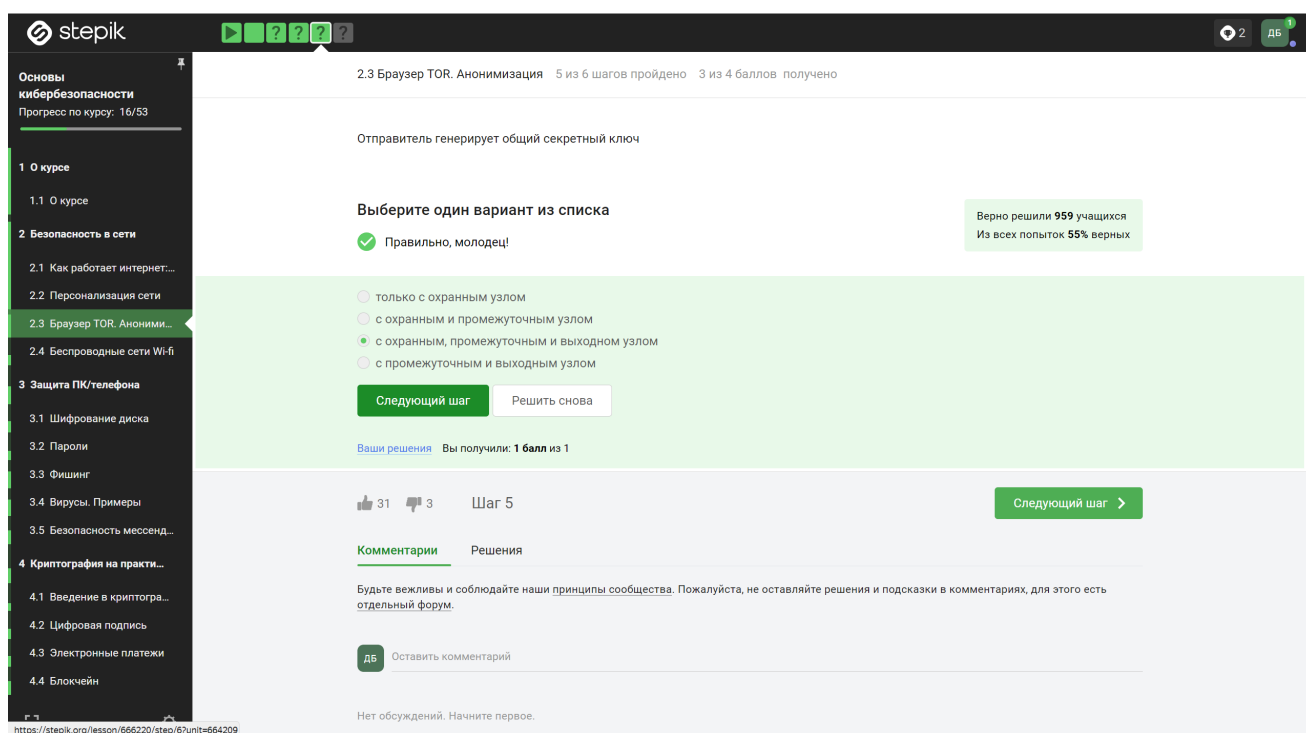 stepik
? ? ? ?
2
ДБ
1
Основы
кибербезопасности
Прогресс по курсу: 16/53
1 О курсе
1.1 О курсе
2 Безопасность в сети
2.1 Как работает интернет:...
2.2 Персонализация сети
2.3 Браузер TOR. Аноними...
2.4 Беспроводные сети Wi-fi
3 Защита ПК/телефона
3.1 Шифрование диска
3.2 Пароли
3.3 Фишинг
3.4 Вирусы. Примеры
3.5 Безопасность мессенд...
4 Криптография на практи...
4.1 Введение в криптогра...
4.2 Цифровая подпись
4.3 Электронные платежи
4.4 Блокчейн
https://stepik.org/lesson/666220/step/6?unit=664209
2.3 Браузер TOR. Анонимизация 5 из 6 шагов пройдено 3 из 4 баллов получено
Отправитель генерирует общий секретный ключ
Выберите один вариант из списка
Правильно, молодец!
Верно решили 959 учащихся
Из всех попыток 55% верных
только с охранным узлом
с охранным и промежуточным узлом
с охранным, промежуточным и выходном узлом
с промежуточным и выходным узлом
Следующий шаг
Решить снова
Ваши решения Вы получили: 1 балл из 1
31 3 Шаг 5
Следующий шаг
Комментарии Решения
Будьте вежливы и соблюдайте наши принципы сообщества. Пожалуйста, не оставляйте решения и подсказки в комментариях, для этого есть
отдельный форум.
ДБ
Оставить комментарий
Нет обсуждений. Начните первое.